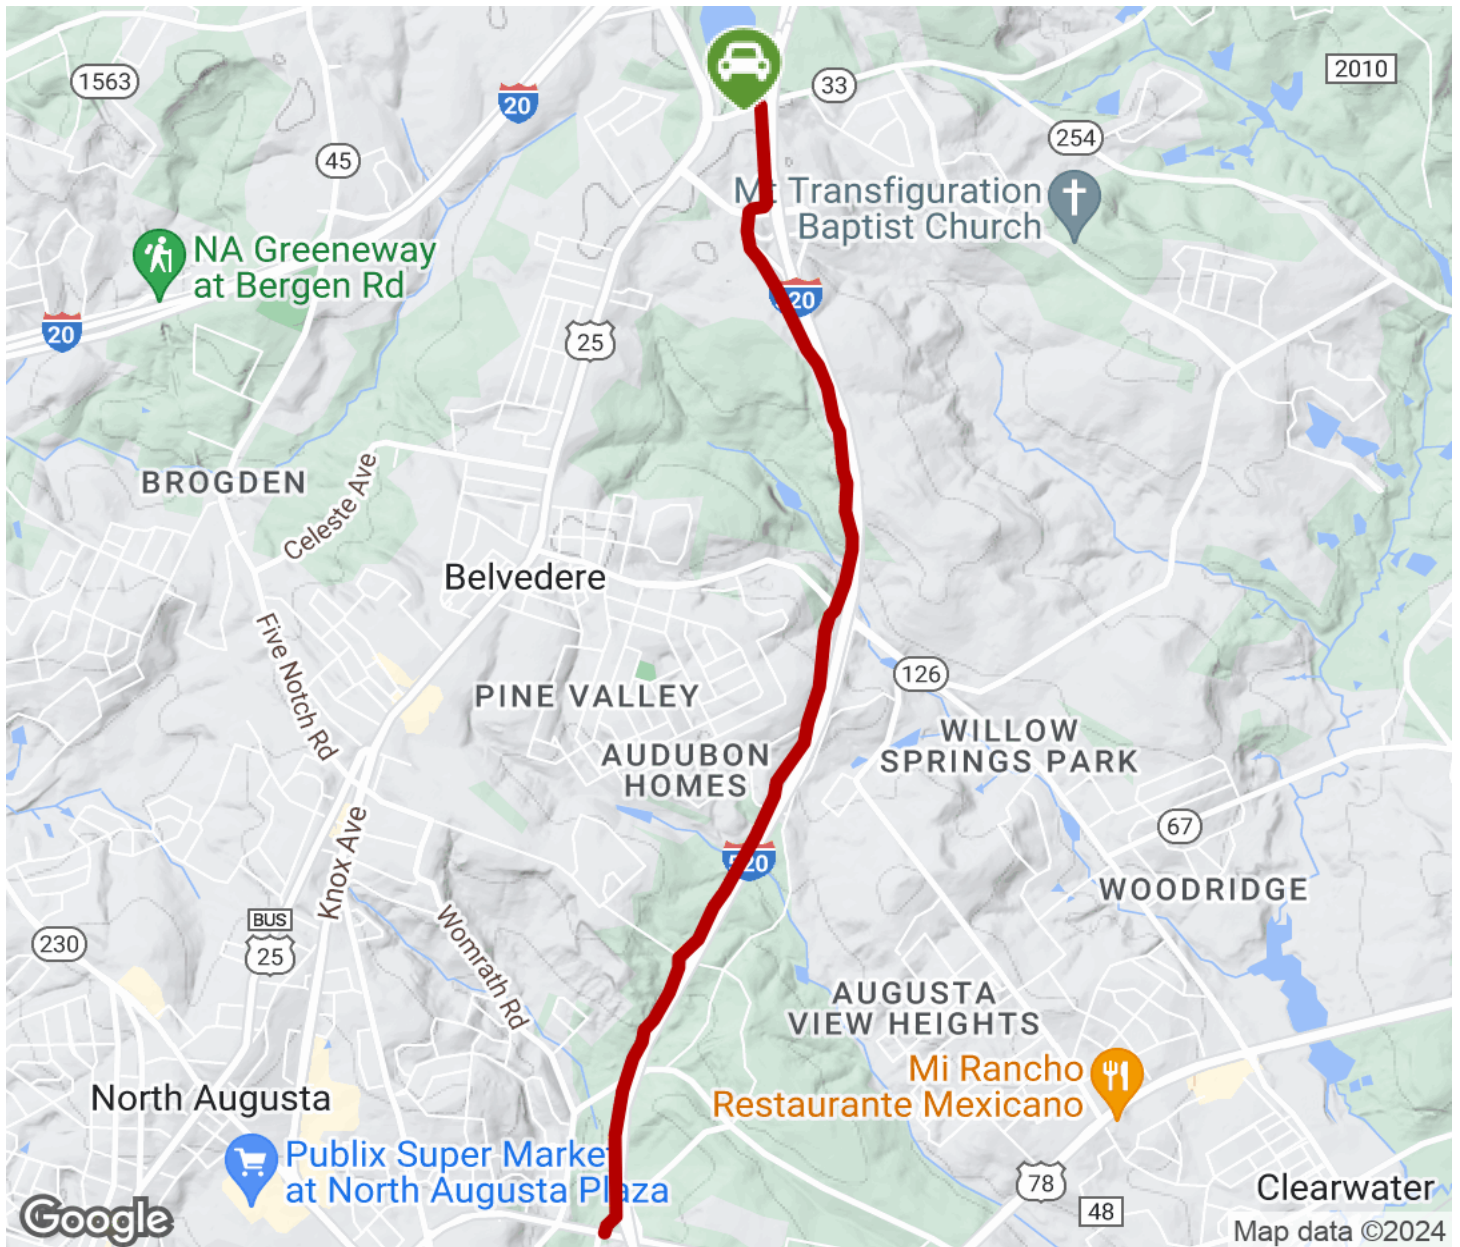 1563
20
33
2010
45
254
Mt Transfiguration
Baptist Church
NA Greeneway
at Bergen Rd
20
520
25
BROGDEN
Celeste Ave
Belvedere
Five Notch Rd
126
PINE VALLEY
WILLOW
SPRINGS PARK
AUDUBON
HOMES
67
Knox Ave
520
WOODRIDGE
BUS
25
230
Womrath Rd
AUGUSTA
VIEW HEIGHTS
Mi Rancho
Restaurante Mexicano
North Augusta
Publix Super Market
at North Augusta Plaza
78
48
Clearwater
Google
Map data ©2024